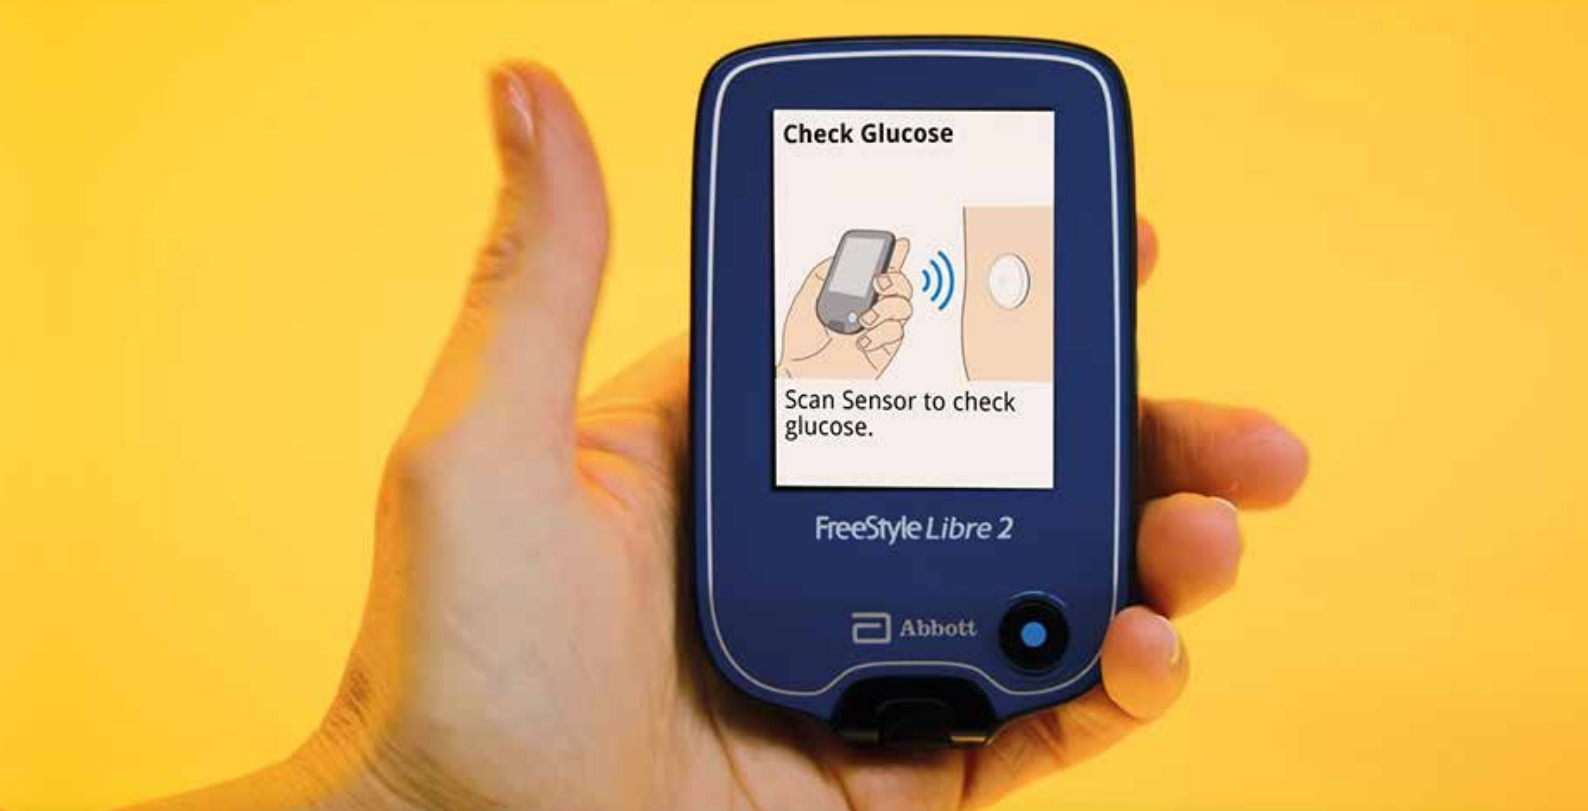 Check Glucose
Scan Sensor to check
glucose.
FreeStyle Libre 2
Abbott